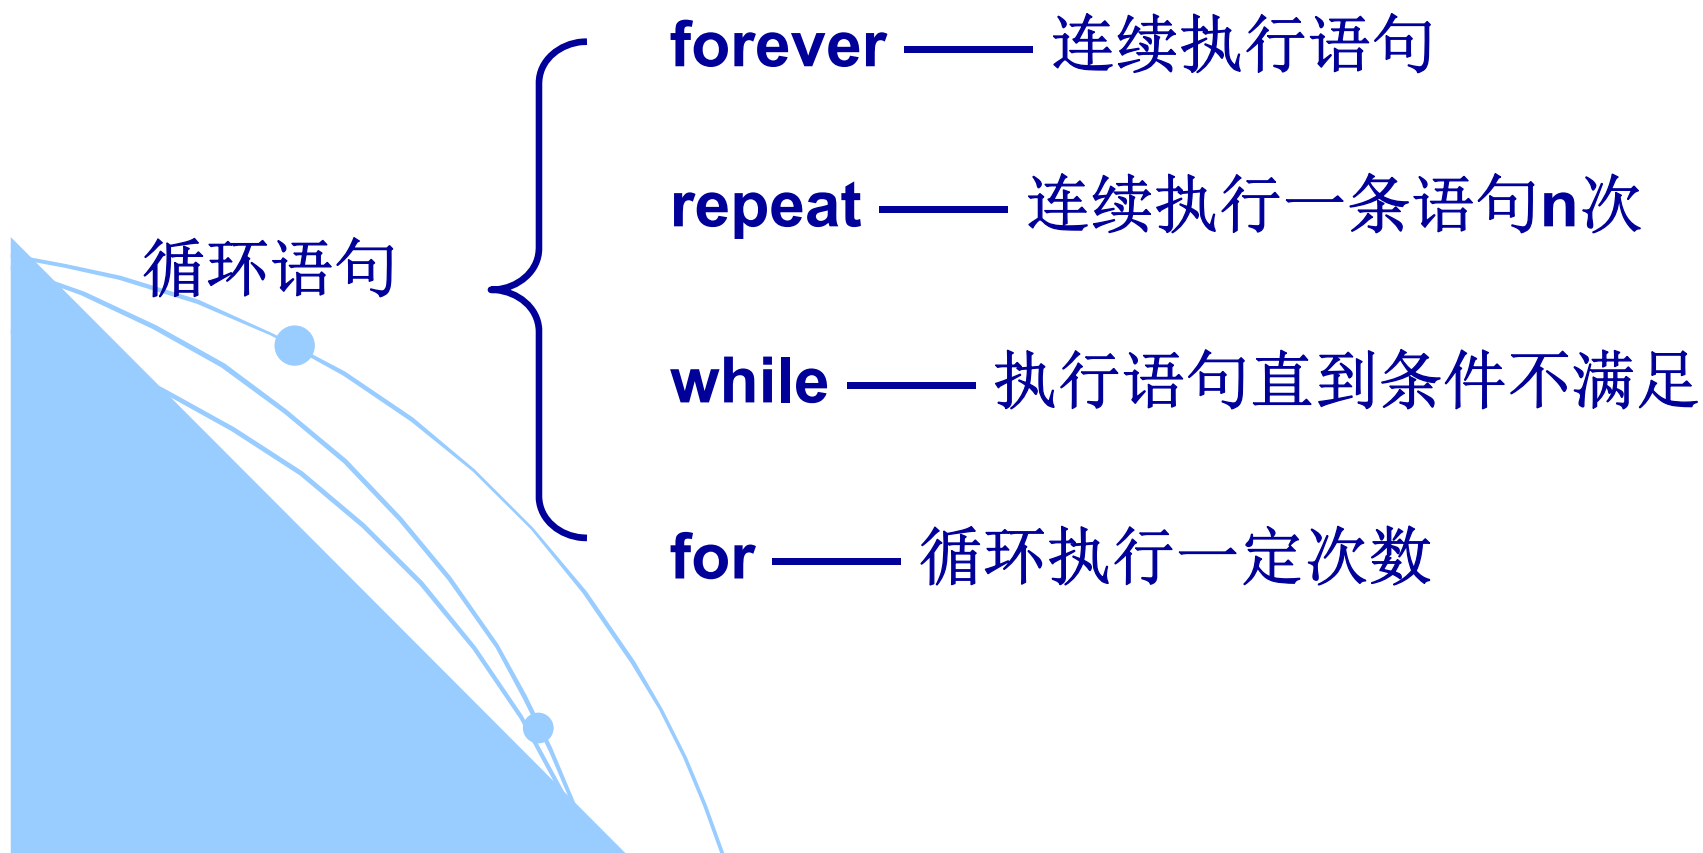 forever —— 连续执行语句
repeat —— 连续执行一条语句n次
循环语句
while —— 执行语句直到条件不满足
for —— 循环执行一定次数